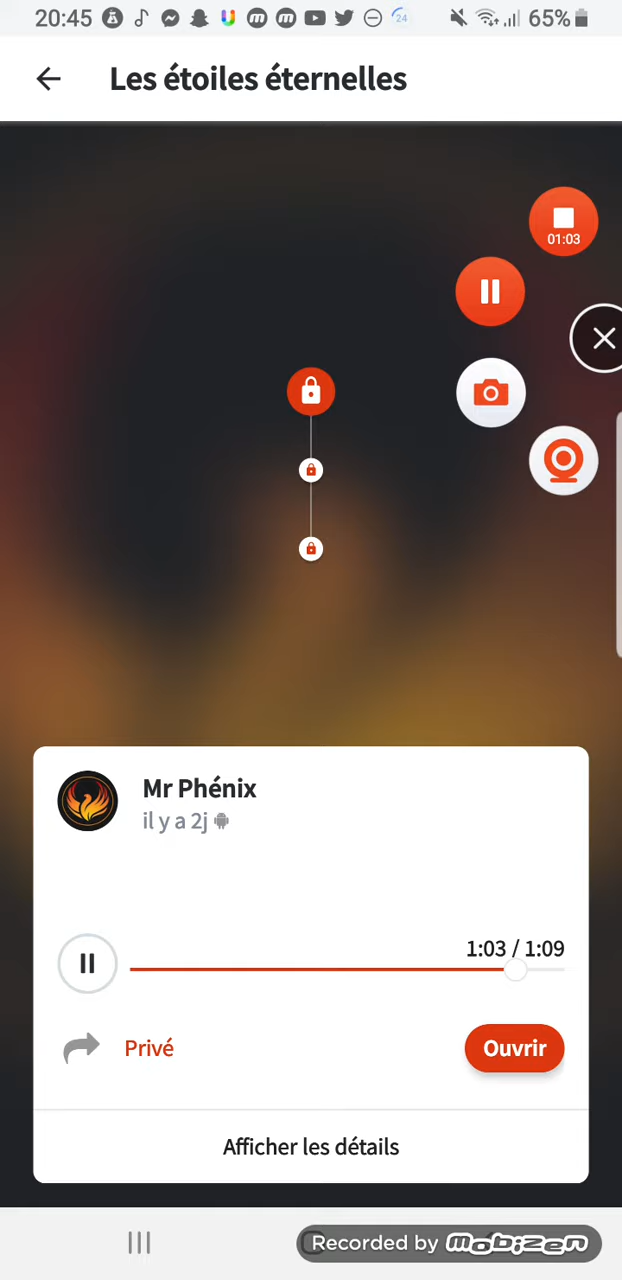 20:45
24
65%
Les étoiles éternelles
01:03
Mr Phénix
il y a 2j
1:03 / 1:09
Privé
Ouvrir
Afficher les détails
Recorded by mobizen